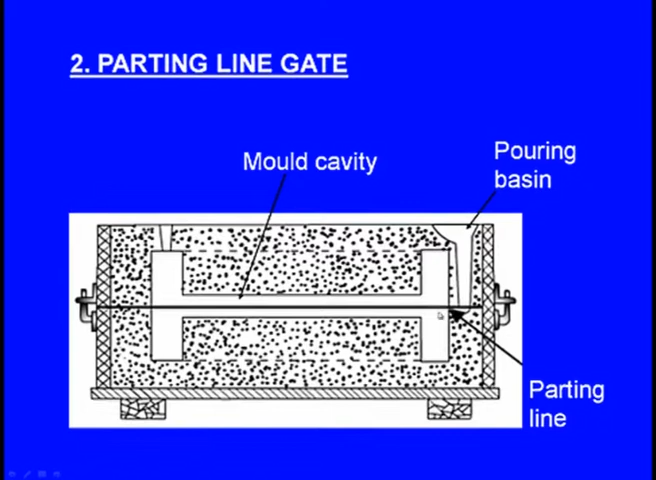 2. PARTING LINE GATE
Mould cavity
Pouring
basin
Parting
line